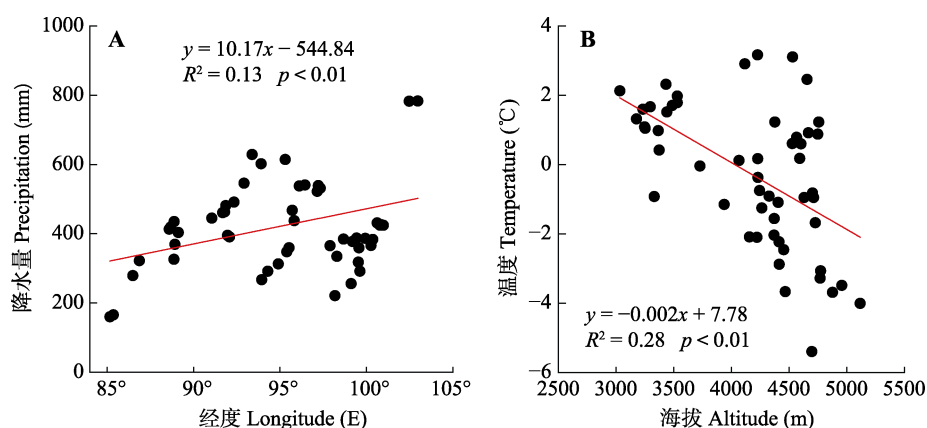 A
y = 10.17x − 544.84
R² = 0.13 p < 0.01
降水量 Precipitation (mm)
1000
800
600
400
200
0
85° 90° 95° 100° 105°
经度 Longitude (E)
B
y = −0.002x + 7.78
R² = 0.28 p < 0.01
温度 Temperature (℃)
4
2
0
−2
−4
−6
2500 3000 3500 4000 4500 5000 5500
海拔 Altitude (m)